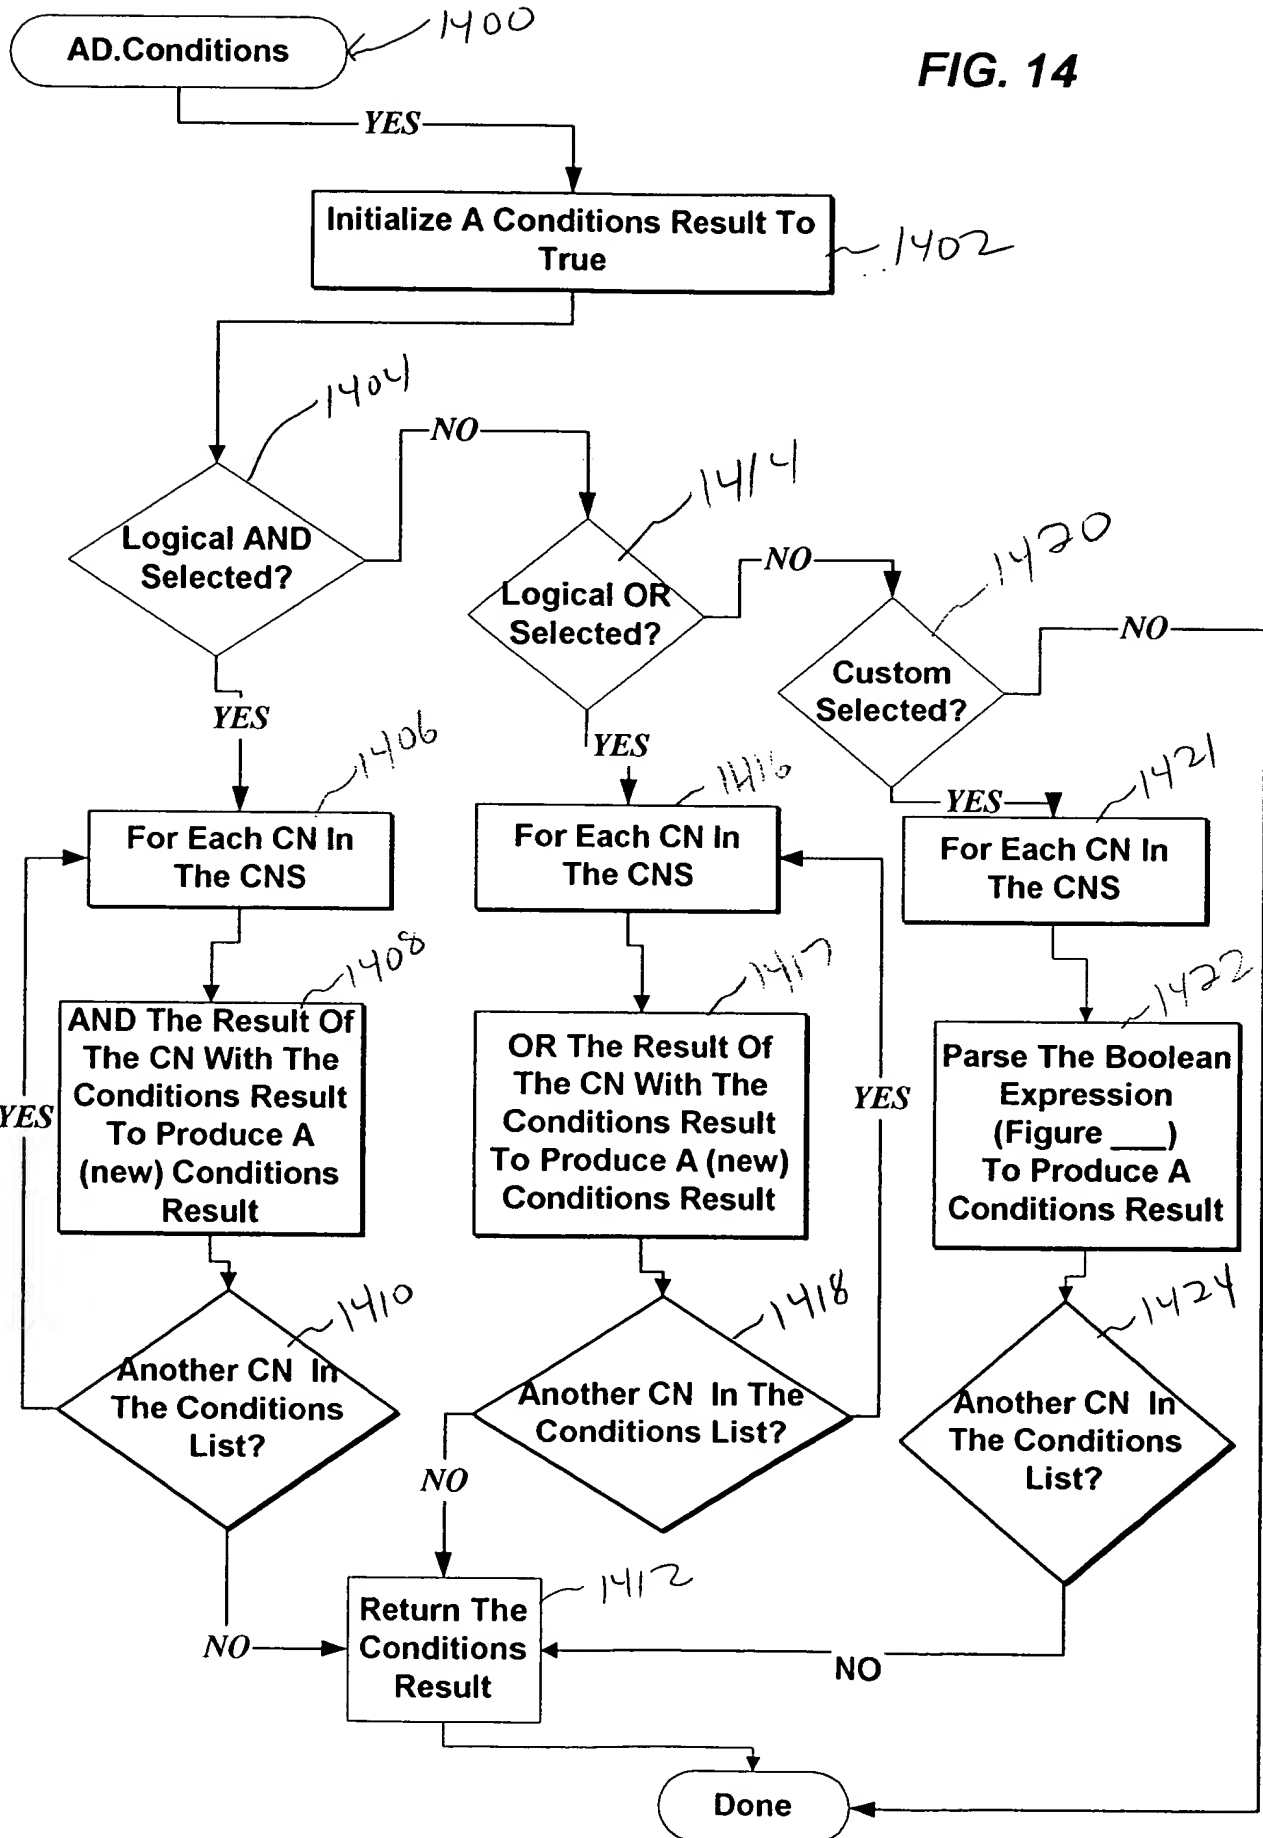 AD.Conditions
1400
FIG. 14
YES
Initialize A Conditions Result To
True
1402
1404
NO
Logical AND
Selected?
1414
NO
Logical OR
Selected?
1420
NO
Custom
Selected?
YES
YES
YES
1406
1416
1421
For Each CN In
The CNS
For Each CN In
The CNS
For Each CN In
The CNS
1408
1417
1422
AND The Result Of
The CN With The
Conditions Result
To Produce A
(new) Conditions
Result
YES
OR The Result Of
The CN With The
Conditions Result
To Produce A (new)
Conditions Result
YES
Parse The Boolean
Expression
(Figure ___)
To Produce A
Conditions Result
1410
1418
1424
Another CN In
The Conditions
List?
Another CN In The
Conditions List?
Another CN In
The Conditions
List?
NO
1412
Return The
Conditions
Result
NO
NO
Done